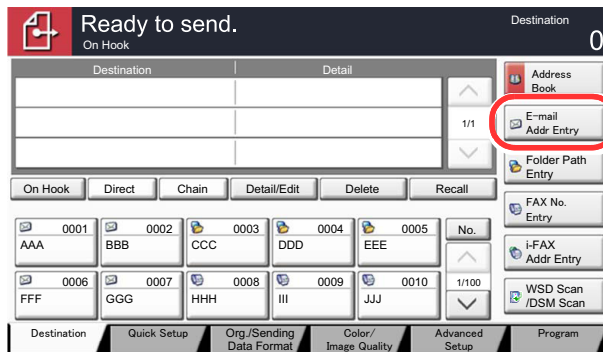 Ready to send.
On Hook
Destination
0
Destination Detail
1/1
Address
Book
E-mail
Addr Entry
Folder Path
Entry
FAX No.
Entry
i-FAX
Addr Entry
WSD Scan
/DSM Scan
On Hook Direct Chain Detail/Edit Delete Recall
0001 0002 0003 0004 0005 No.
AAA BBB CCC DDD EEE
0006 0007 0008 0009 0010 1/100
FFF GGG HHH III JJJ
Destination Quick Setup Org./Sending
Data Format Color/
Image Quality Advanced
Setup Program